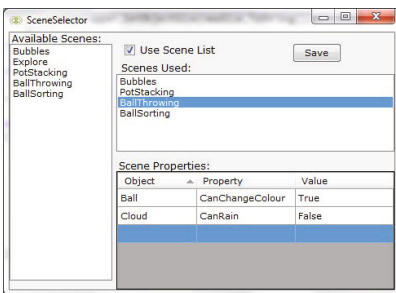 SceneSelector
Available Scenes:
Bubbles
Explore
PotStacking
BallThrowing
BallSorting
Use Scene List
Save
Scenes Used:
Bubbles
PotStacking
BallThrowing
BallSorting
Scene Properties:
Object Property Value
Ball CanChangeColour True
Cloud CanRain False